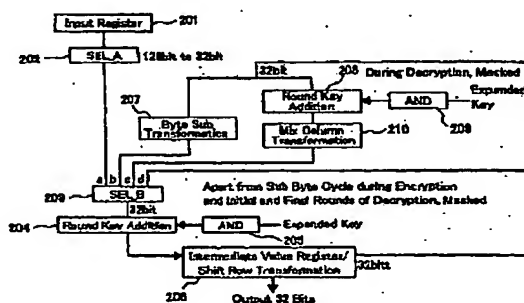 Input Register
201
202
SEL_A
128bit to 32bit
32bit
208
During Decryption, Masked
207
Round Key
Addition
AND
Expanded
Key
209
Byte Sub
Transformation
Mix Column
Transformation
210
a b c d
203
SEL_B
Apart from Sub Byte Cycle during Encryption
and Initial and Final Rounds of Decryption, Masked
32bit
204
Round Key Addition
AND
Expanded Key
205
Intermediate Value Register/
Shift Row Transformation
32bits
206
Output 32 Bits